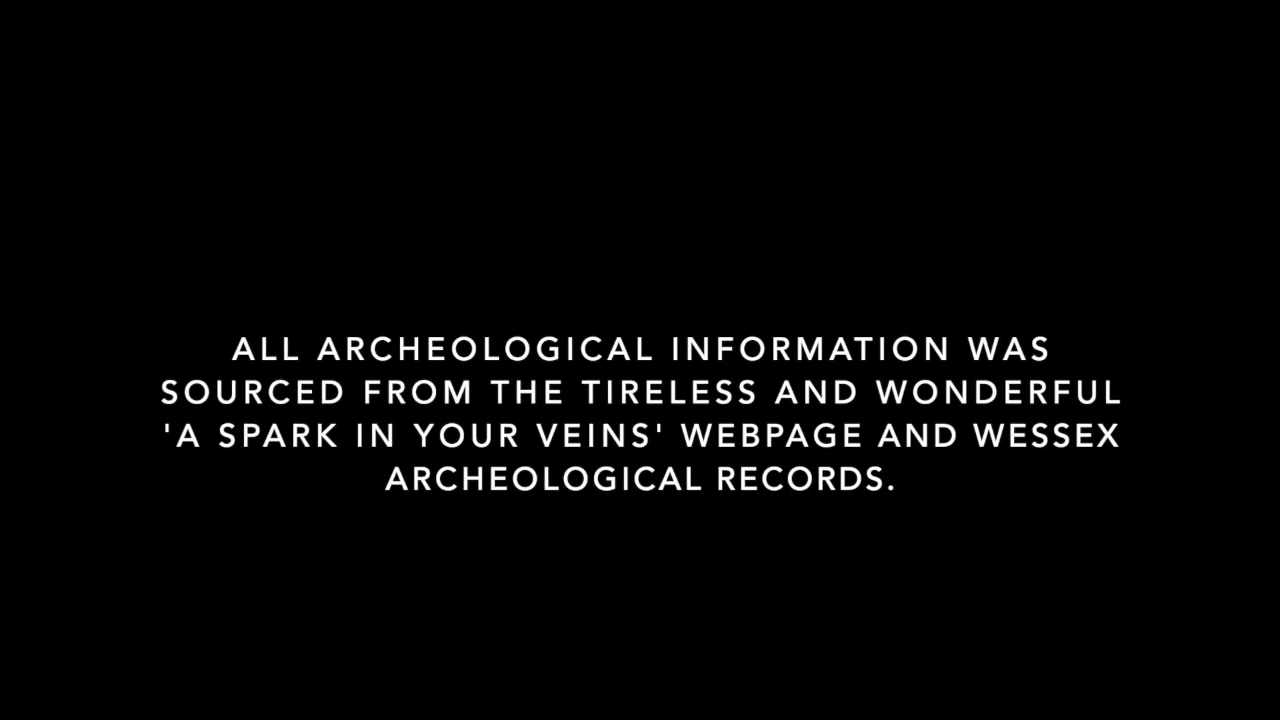 ALL ARCHEOLOGICAL INFORMATION WAS
SOURCED FROM THE TIRELESS AND WONDERFUL
'A SPARK IN YOUR VEINS' WEBPAGE AND WESSEX
ARCHEOLOGICAL RECORDS.